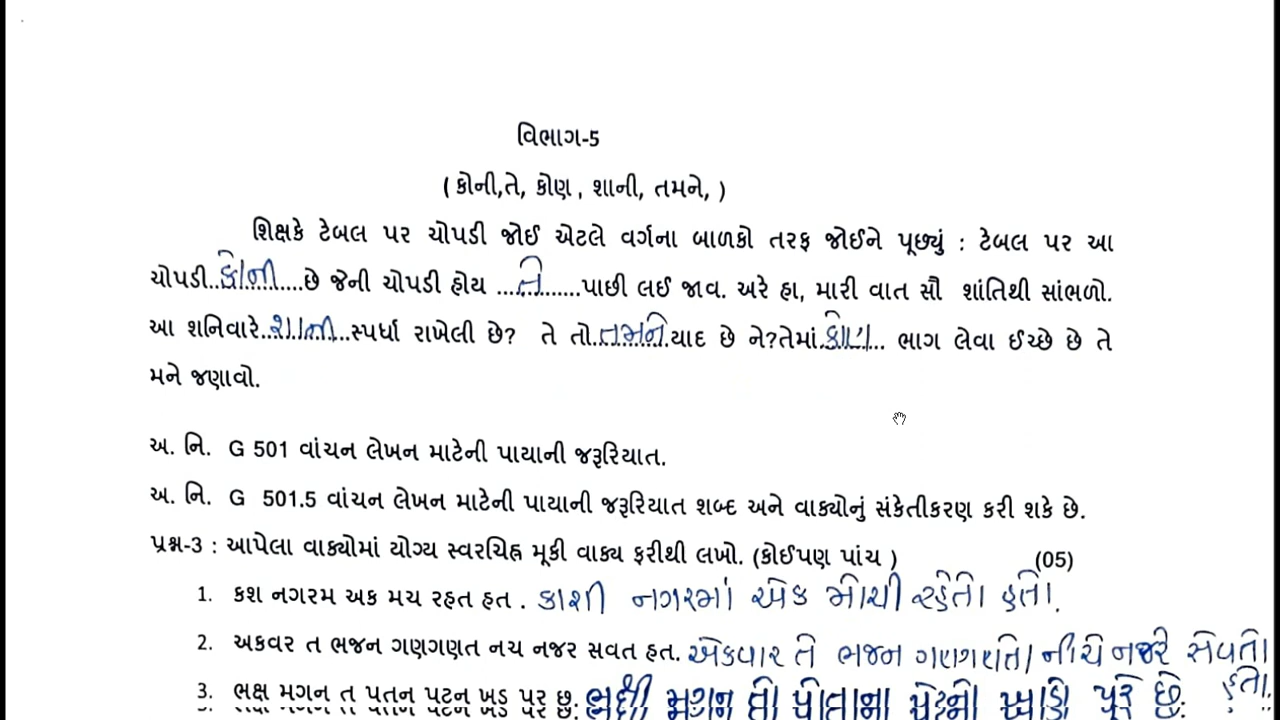 વિભાગ-5
( કોની,તે, કોણ , શાની, તમને, )
શિક્ષકે ટેબલ પર ચોપડી જોઈ એટલે વર્ગના બાળકો તરફ જોઈને પૂછ્યું : ટેબલ પર આ
ચોપડી..કોની....છે જેની ચોપડી હોય ...તે......પાછી લઈ જાવ. અરે હા, મારી વાત સૌ શાંતિથી સાંભળો.
આ શનિવારે..શાની...સ્પર્ધા રાખેલી છે? તે તો..તમને..યાદ છે ને?તેમાં..કોણ... ભાગ લેવા ઈચ્છે છે તે
મને જણાવો.
અ. નિ. G 501 વાંચન લેખન માટેની પાયાની જરૂરિયાત.
અ. નિ. G 501.5 વાંચન લેખન માટેની પાયાની જરૂરિયાત શબ્દ અને વાક્યોનું સંકેતીકરણ કરી શકે છે.
પ્રશ્ન-3 : આપેલા વાક્યોમાં યોગ્ય સ્વરચિહ્ન મૂકી વાક્ય ફરીથી લખો. (કોઈપણ પાંચ ) (05)
1. કશ નગરમ અક મચ રહત હત . કાશી નગરમાં એક મોચી રહેતો હતો.
2. અકવર ત ભજન ગણગણત નચ નજર સવત હત. એકવાર તે ભજન ગણગણતો નીચે નજરે સેવતો હતો.
3. ભક્ષ મગન ત પતન પટન ખડ પર છ. ભક્ષી મગન તો પોતાના પેટનો ખાડો પૂરે છે.